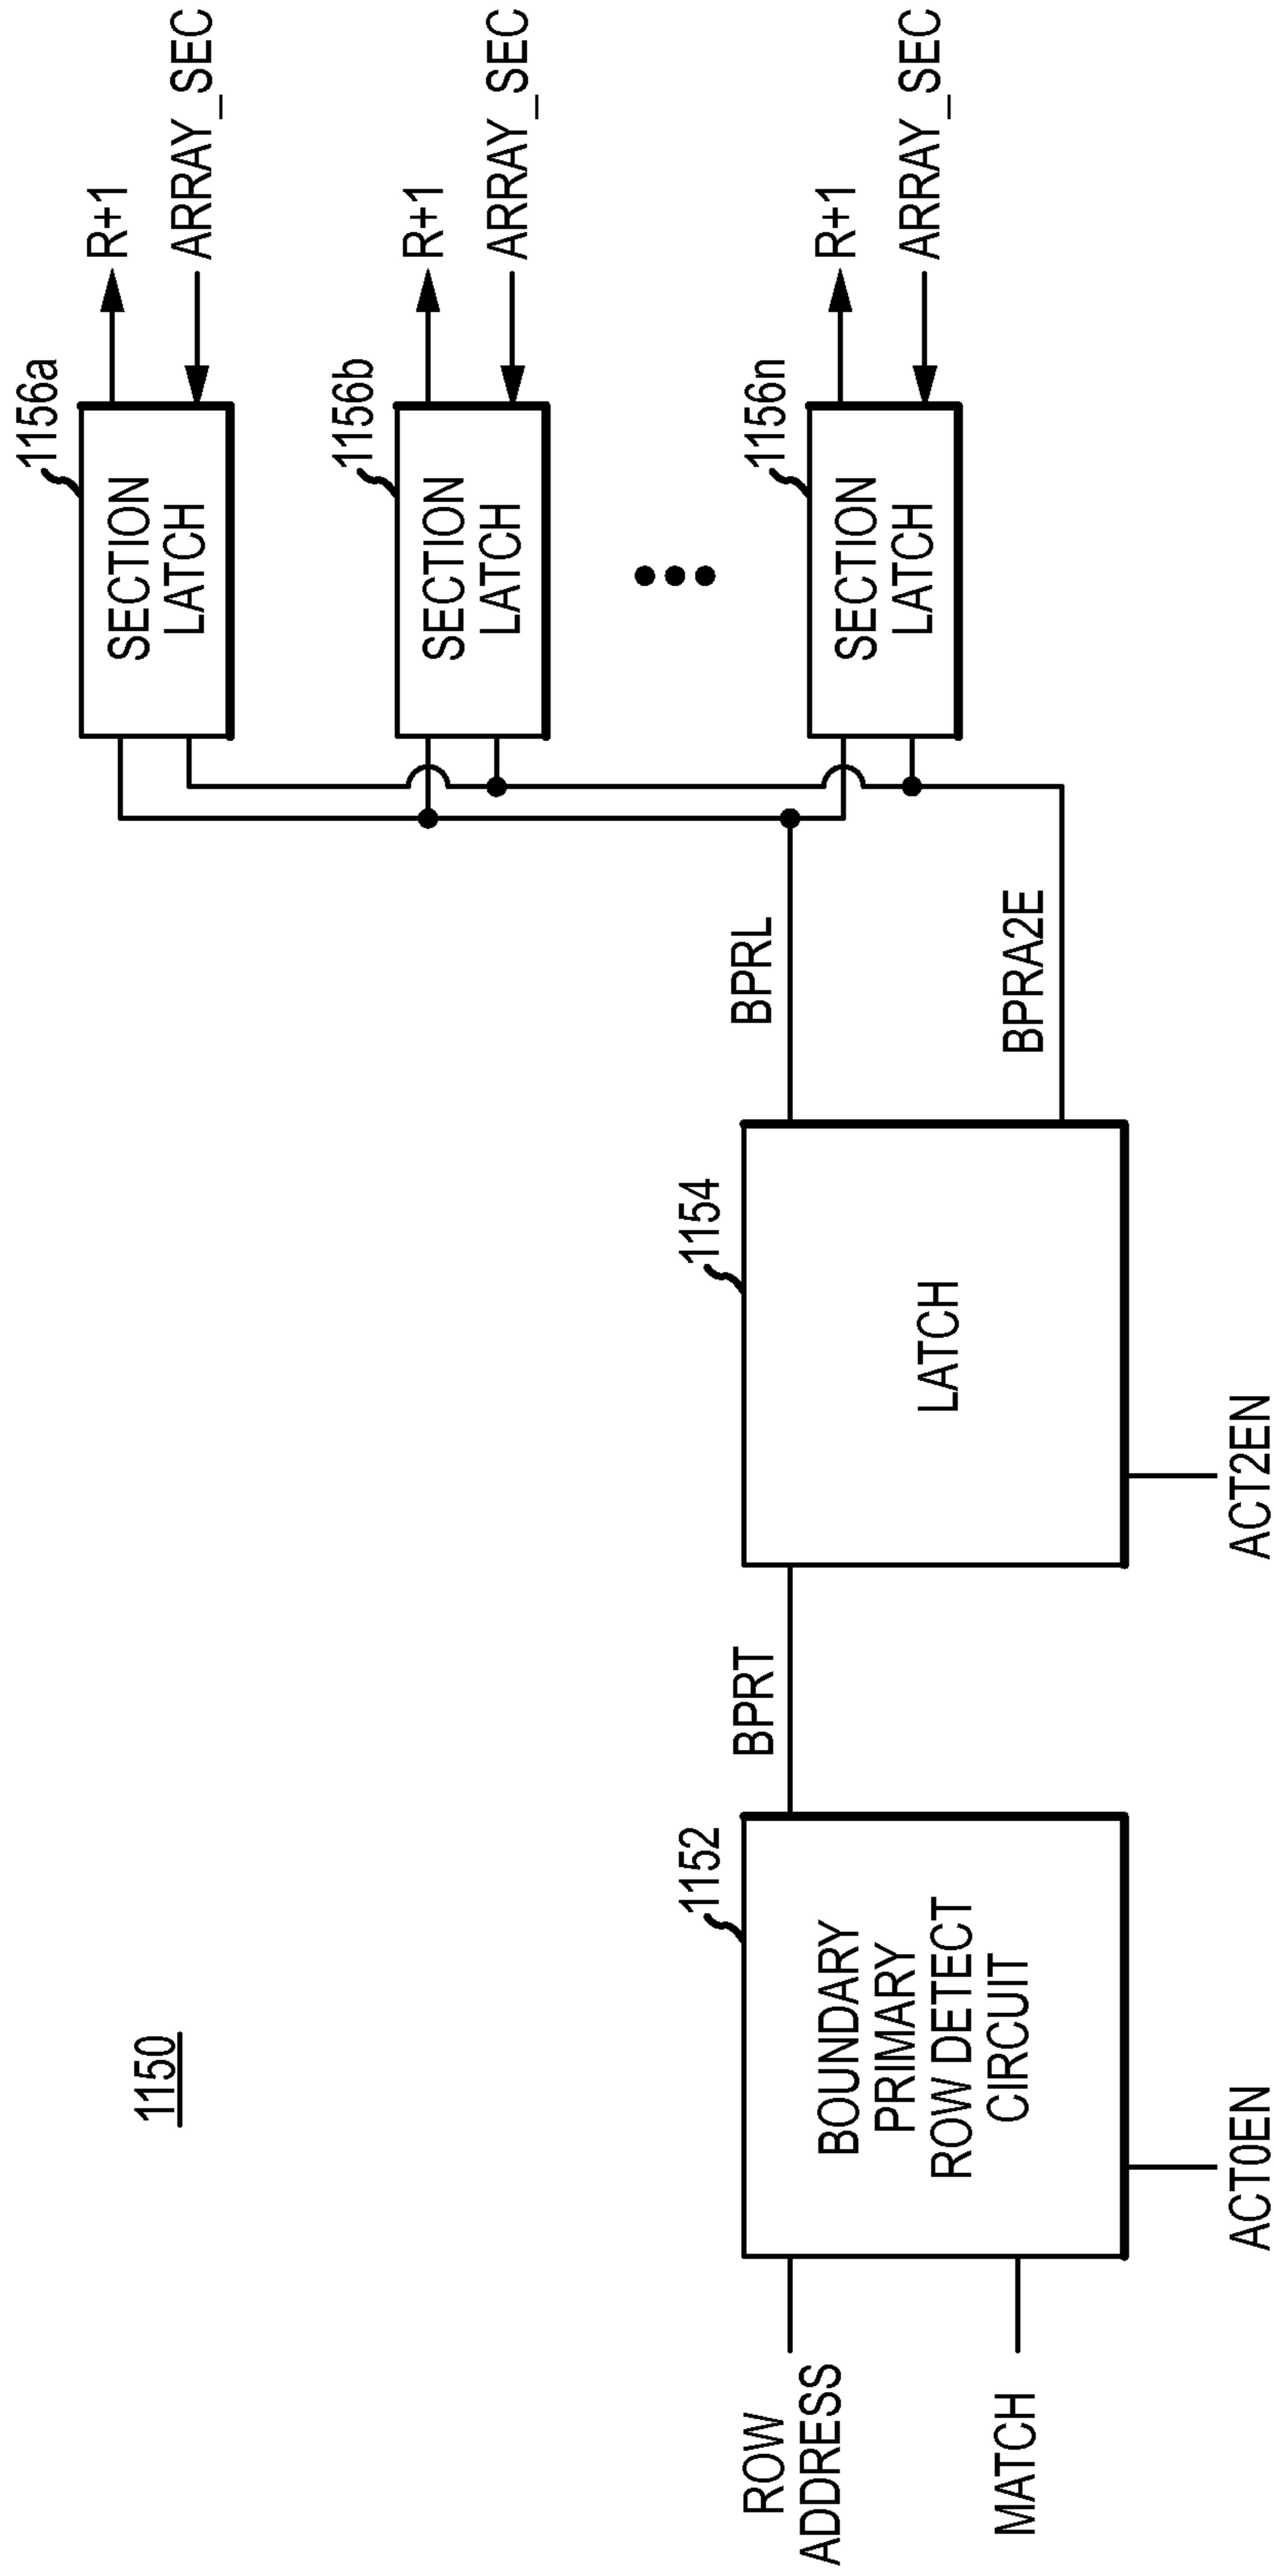 1150
ROW
ADDRESS
MATCH
1152
BOUNDARY
PRIMARY
ROW DETECT
CIRCUIT
ACT0EN
BPRT
1154
LATCH
ACT2EN
BPRL
BPRA2E
1156a
SECTION
LATCH
R+1
ARRAY_SEC
1156b
SECTION
LATCH
R+1
ARRAY_SEC
1156n
SECTION
LATCH
R+1
ARRAY_SEC